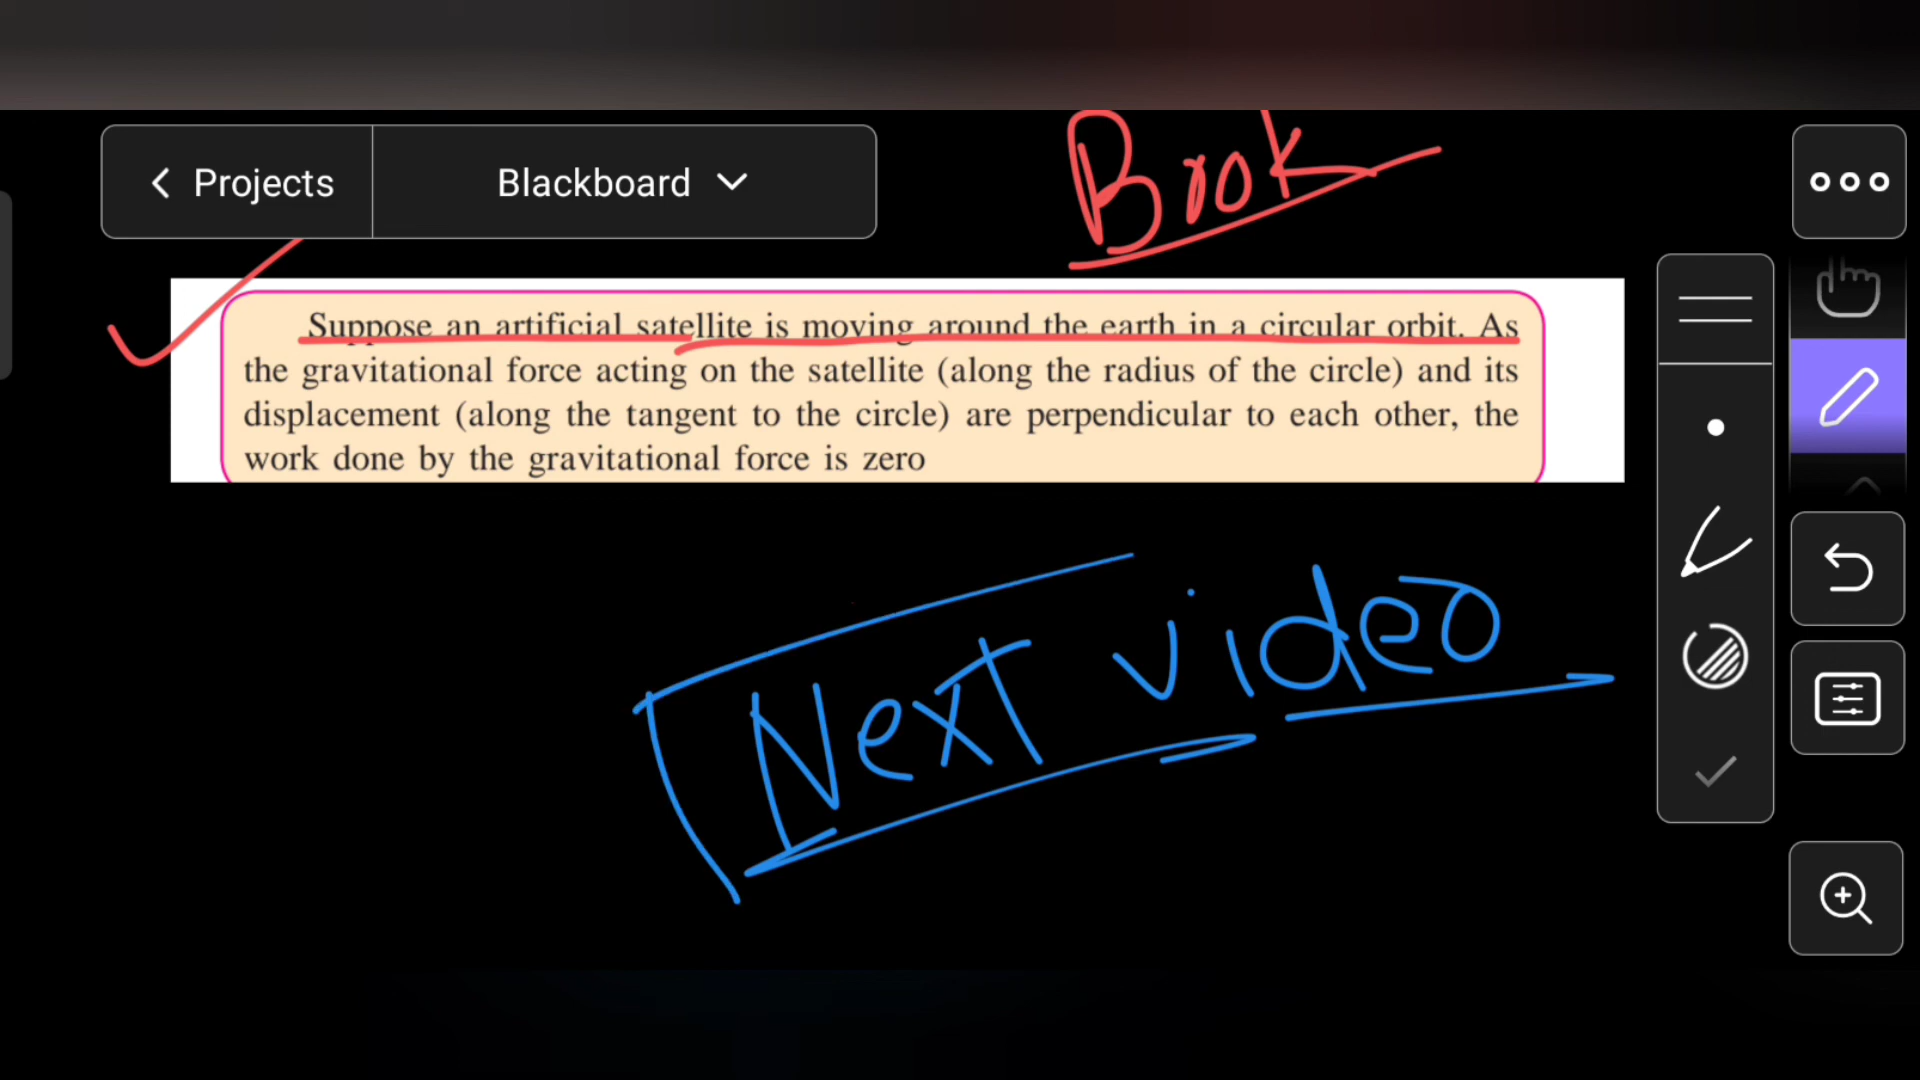 Book
Projects
Blackboard
Suppose an artificial satellite is moving around the earth in a circular orbit. As
the gravitational force acting on the satellite (along the radius of the circle) and its
displacement (along the tangent to the circle) are perpendicular to each other, the
work done by the gravitational force is zero
Next video